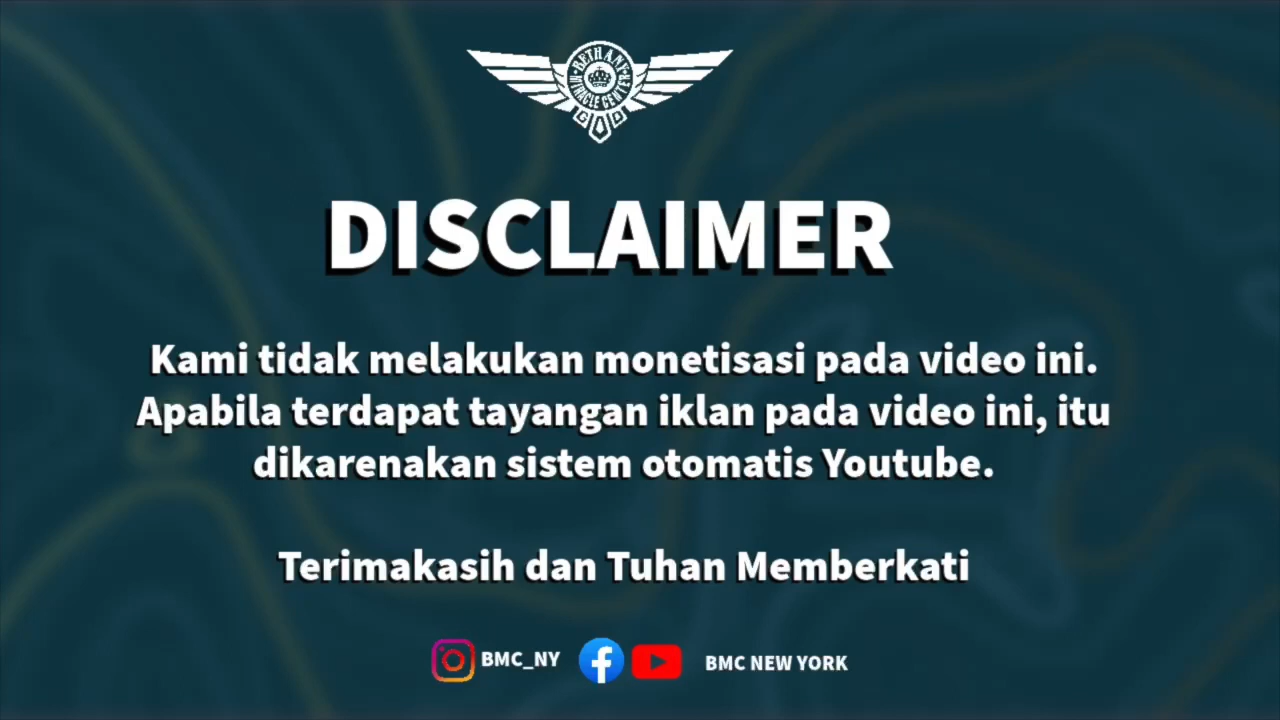 BETHANY
MIRACLE CENTER
DISCLAIMER
Kami tidak melakukan monetisasi pada video ini.
Apabila terdapat tayangan iklan pada video ini, itu
dikarenakan sistem otomatis Youtube.
Terimakasih dan Tuhan Memberkati
BMC_NY
BMC NEW YORK